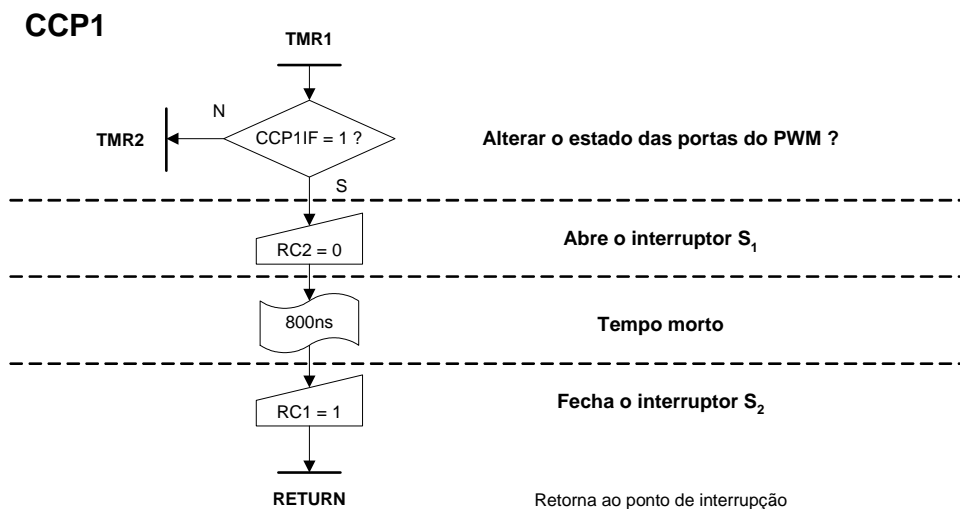 CCP1
TMR1
N
TMR2
CCP1IF = 1 ?
Alterar o estado das portas do PWM ?
S
RC2 = 0
Abre o interruptor S₁
800ns
Tempo morto
RC1 = 1
Fecha o interruptor S₂
RETURN
Retorna ao ponto de interrupção